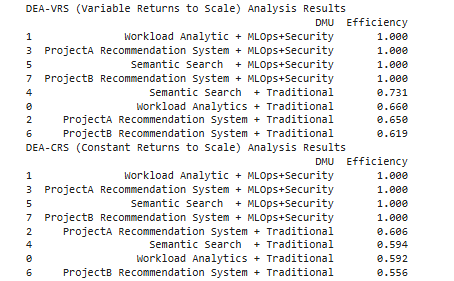 DEA-VRS (Variable Returns to Scale) Analysis Results
DMU Efficiency
1 Workload Analytic + MLOps+Security 1.000
3 ProjectA Recommendation System + MLOps+Security 1.000
5 Semantic Search + MLOps+Security 1.000
7 ProjectB Recommendation System + MLOps+Security 1.000
4 Semantic Search + Traditional 0.731
0 Workload Analytics + Traditional 0.660
2 ProjectA Recommendation System + Traditional 0.650
6 ProjectB Recommendation System + Traditional 0.619
DEA-CRS (Constant Returns to Scale) Analysis Results
DMU Efficiency
1 Workload Analytic + MLOps+Security 1.000
3 ProjectA Recommendation System + MLOps+Security 1.000
5 Semantic Search + MLOps+Security 1.000
7 ProjectB Recommendation System + MLOps+Security 1.000
2 ProjectA Recommendation System + Traditional 0.606
4 Semantic Search + Traditional 0.594
0 Workload Analytics + Traditional 0.592
6 ProjectB Recommendation System + Traditional 0.556